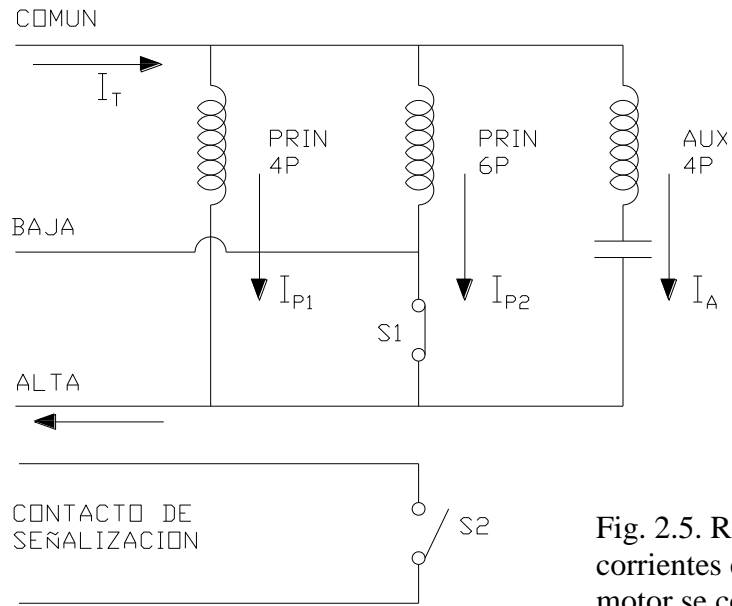 COMUN
I_T
PRIN
4P
PRIN
6P
AUX
4P
BAJA
I_P1
I_P2
I_A
S1
ALTA
CONTACTO DE
SEÑALIZACION
S2
Fig. 2.5. R
corrientes
motor se co